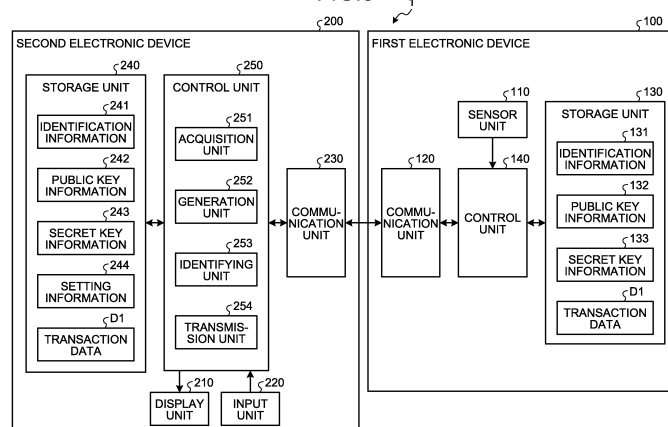 1
200
SECOND ELECTRONIC DEVICE
240
STORAGE UNIT
241
IDENTIFICATION
INFORMATION
242
PUBLIC KEY
INFORMATION
243
SECRET KEY
INFORMATION
244
SETTING
INFORMATION
D1
TRANSACTION
DATA
250
CONTROL UNIT
251
ACQUISITION
UNIT
252
GENERATION
UNIT
253
IDENTIFYING
UNIT
254
TRANSMIS-
SION UNIT
230
COMMU-
NICATION
UNIT
210
DISPLAY
UNIT
220
INPUT
UNIT
100
FIRST ELECTRONIC DEVICE
110
SENSOR
UNIT
120
COMMU-
NICATION
UNIT
140
CONTROL
UNIT
130
STORAGE UNIT
131
IDENTIFICATION
INFORMATION
132
PUBLIC KEY
INFORMATION
133
SECRET KEY
INFORMATION
D1
TRANSACTION
DATA